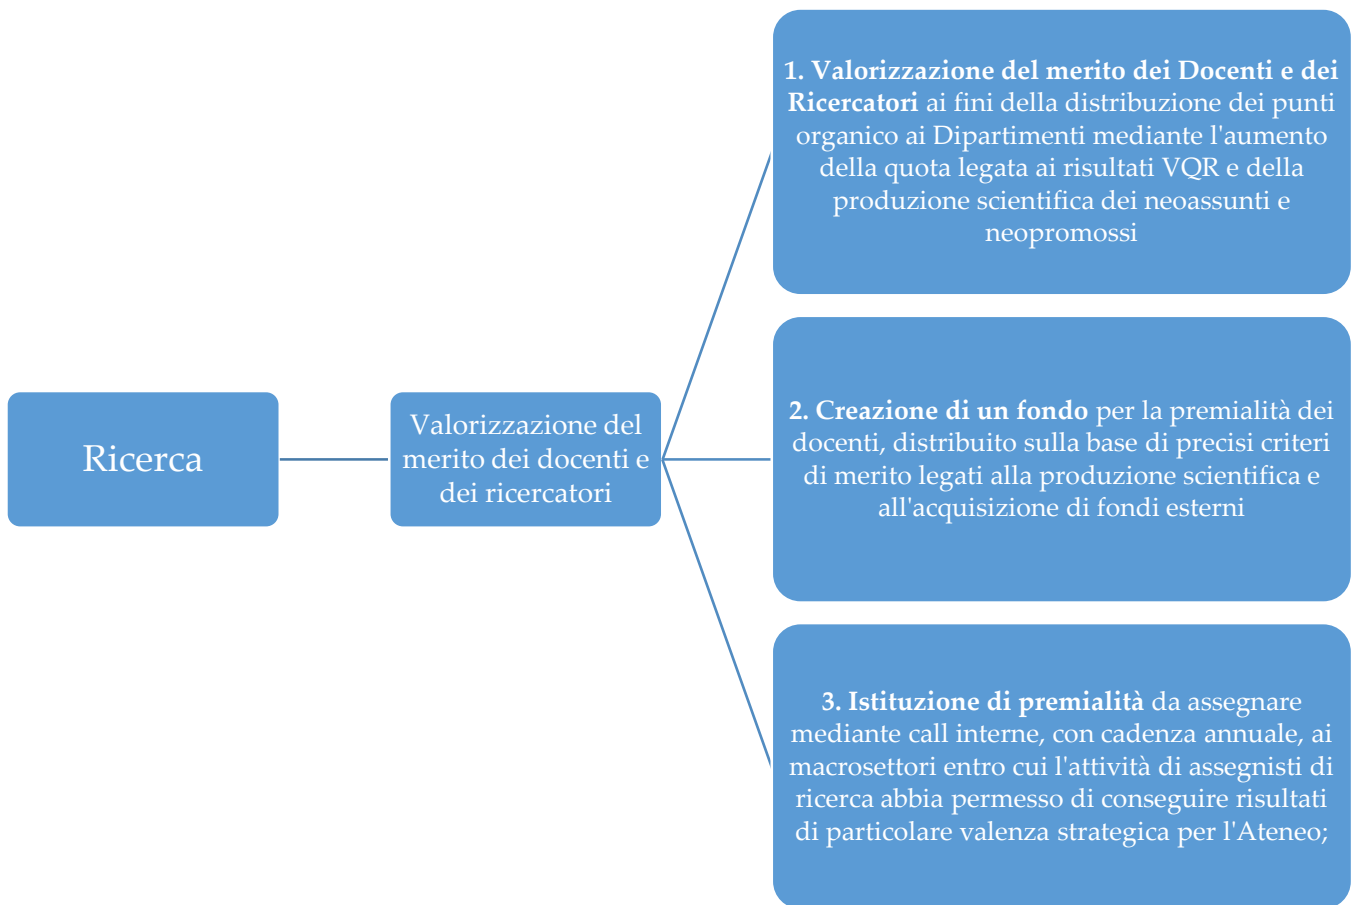 Ricerca
Valorizzazione del
merito dei docenti e
dei ricercatori
1. Valorizzazione del merito dei Docenti e dei
Ricercatori ai fini della distribuzione dei punti
organico ai Dipartimenti mediante l'aumento
della quota legata ai risultati VQR e della
produzione scientifica dei neoassunti e
neopromossi
2. Creazione di un fondo per la premialità dei
docenti, distribuito sulla base di precisi criteri
di merito legati alla produzione scientifica e
all'acquisizione di fondi esterni
3. Istituzione di premialità da assegnare
mediante call interne, con cadenza annuale, ai
macrosettori entro cui l'attività di assegnisti di
ricerca abbia permesso di conseguire risultati
di particolare valenza strategica per l'Ateneo;